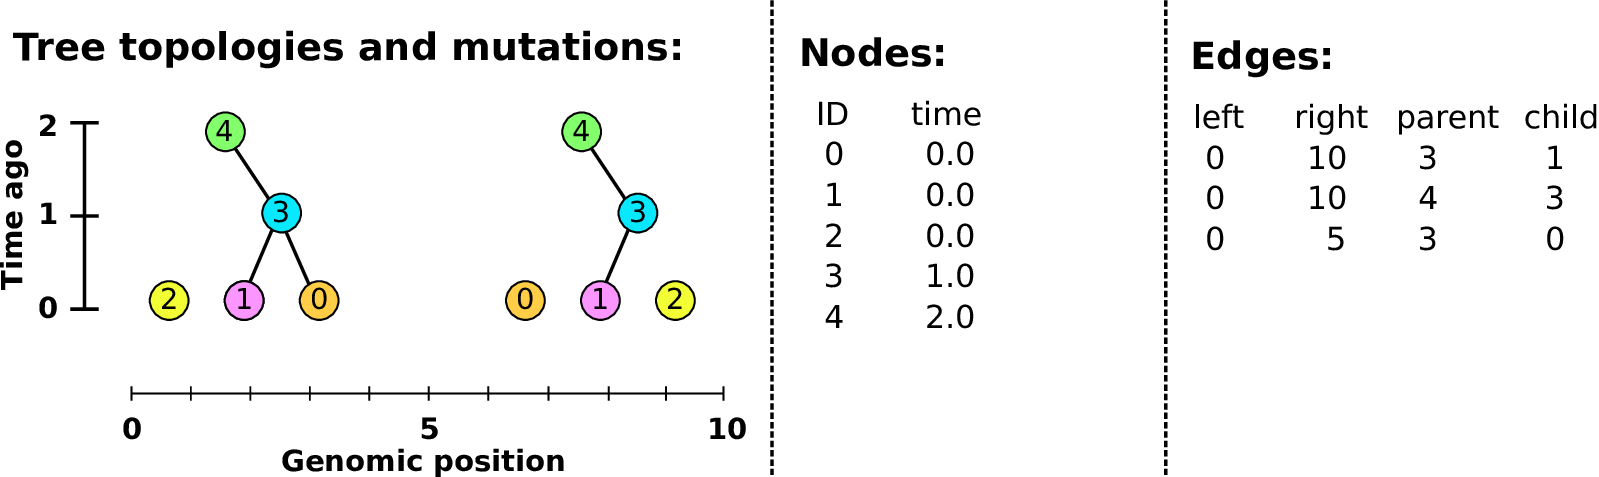 Tree topologies and mutations:
Time ago
2
1
0
4
3
2 1 0
4
3
0 1 2
0 5 10
Genomic position
Nodes:
ID time
0 0.0
1 0.0
2 0.0
3 1.0
4 2.0
Edges:
left right parent child
0 10 3 1
0 10 4 3
0 5 3 0